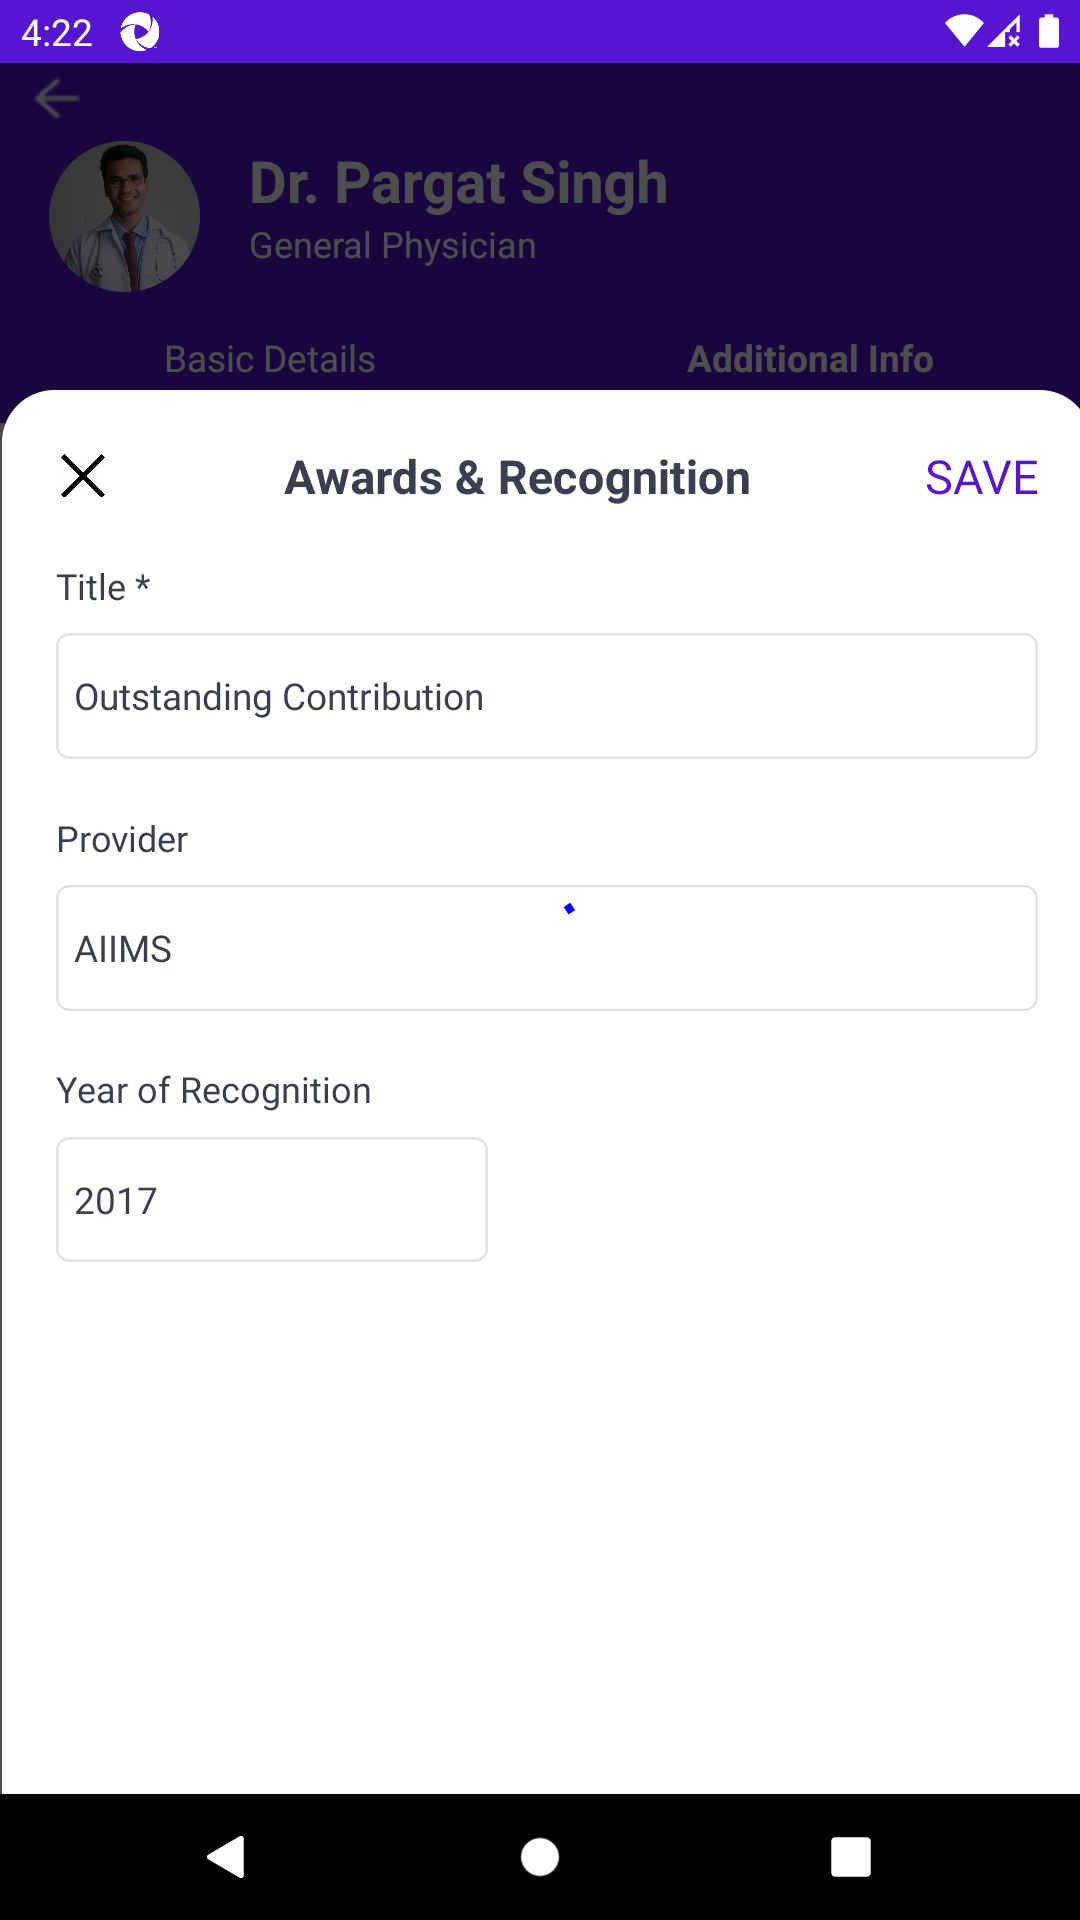 4:22
Dr. Pargat Singh
General Physician
Basic Details
Additional Info
Awards & Recognition
SAVE
Title *
Outstanding Contribution
Provider
AIIMS
Year of Recognition
2017